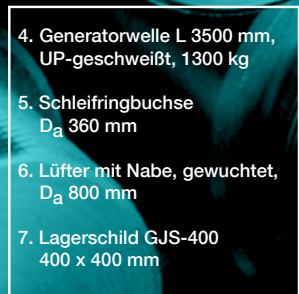 4. Generatorwelle L 3500 mm,
UP-geschweißt, 1300 kg
5. Schleifringbuchse
Da 360 mm
6. Lüfter mit Nabe, gewuchtet,
Da 800 mm
7. Lagerschild GJS-400
400 x 400 mm